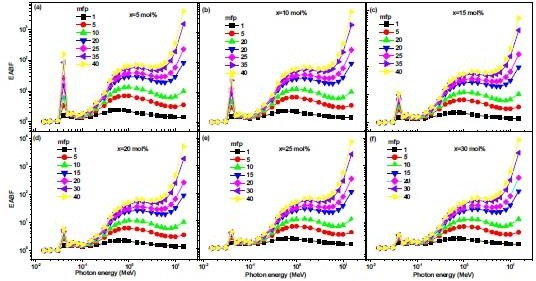 (a)
mfp
1
5
10
20
25
35
40
x=5 mol%
(b)
mfp
1
5
10
20
25
35
40
x=10 mol%
(c)
mfp
1
5
20
15
20
35
40
x=15 mol%
EABF
(d)
mfp
1
5
10
15
20
30
40
x=20 mol%
(e)
mfp
1
5
10
15
20
30
40
x=25 mol%
(f)
mfp
1
5
10
15
20
30
40
x=30 mol%
EABF
Photon energy (MeV)
Photon energy (MeV)
Photon energy (MeV)